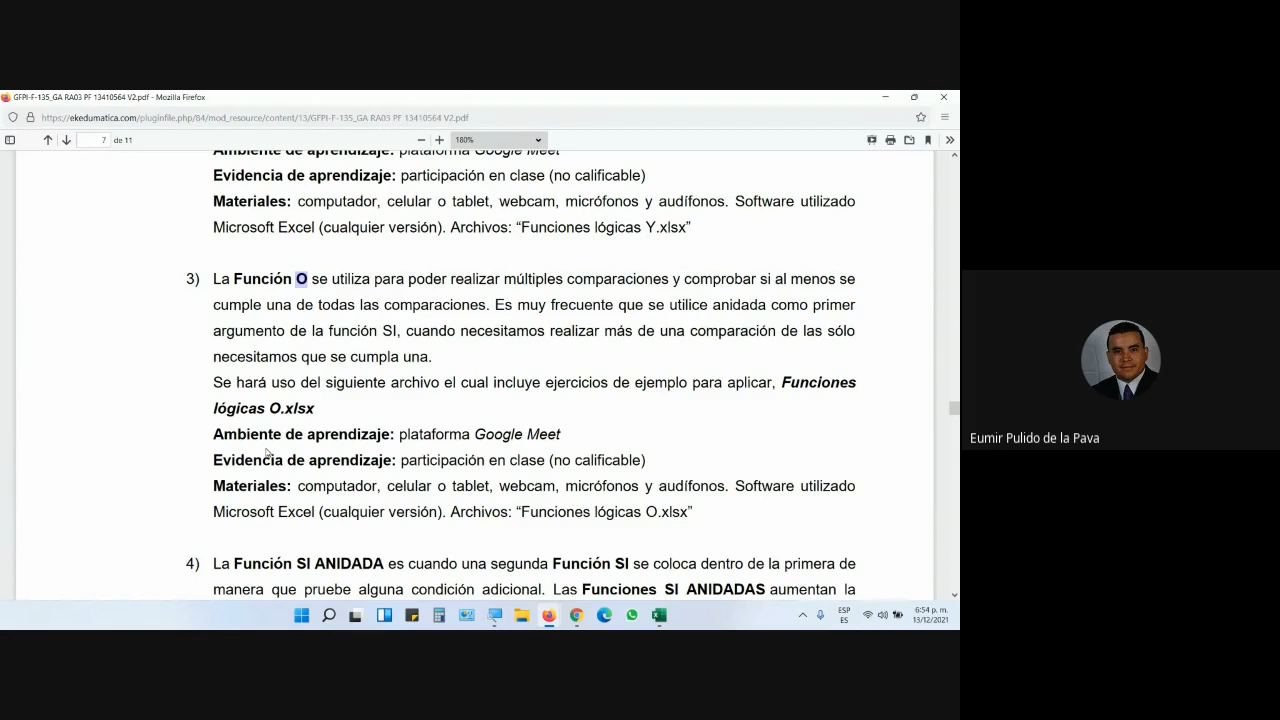 GFPI-F-135_GA RA03 PF 13410564 V2.pdf - Mozilla Firefox
https://ekedumatica.com/pluginfile.php/84/mod_resource/content/13/GFPI-F-135_GA RA03 PF 13410564 V2.pdf
7 de 11
180%
Ambiente de aprendizaje: plataforma Google Meet
Evidencia de aprendizaje: participación en clase (no calificable)
Materiales: computador, celular o tablet, webcam, micrófonos y audífonos. Software utilizado
Microsoft Excel (cualquier versión). Archivos: “Funciones lógicas Y.xlsx”
3) La Función O se utiliza para poder realizar múltiples comparaciones y comprobar si al menos se
cumple una de todas las comparaciones. Es muy frecuente que se utilice anidada como primer
argumento de la función SI, cuando necesitamos realizar más de una comparación de las sólo
necesitamos que se cumpla una.
Se hará uso del siguiente archivo el cual incluye ejercicios de ejemplo para aplicar, Funciones
lógicas O.xlsx
Ambiente de aprendizaje: plataforma Google Meet
Evidencia de aprendizaje: participación en clase (no calificable)
Materiales: computador, celular o tablet, webcam, micrófonos y audífonos. Software utilizado
Microsoft Excel (cualquier versión). Archivos: “Funciones lógicas O.xlsx”
4) La Función SI ANIDADA es cuando una segunda Función SI se coloca dentro de la primera de
manera que pruebe alguna condición adicional. Las Funciones SI ANIDADAS aumentan la
ESP
ES
6:54 p. m.
13/12/2021
Eumir Pulido de la Pava